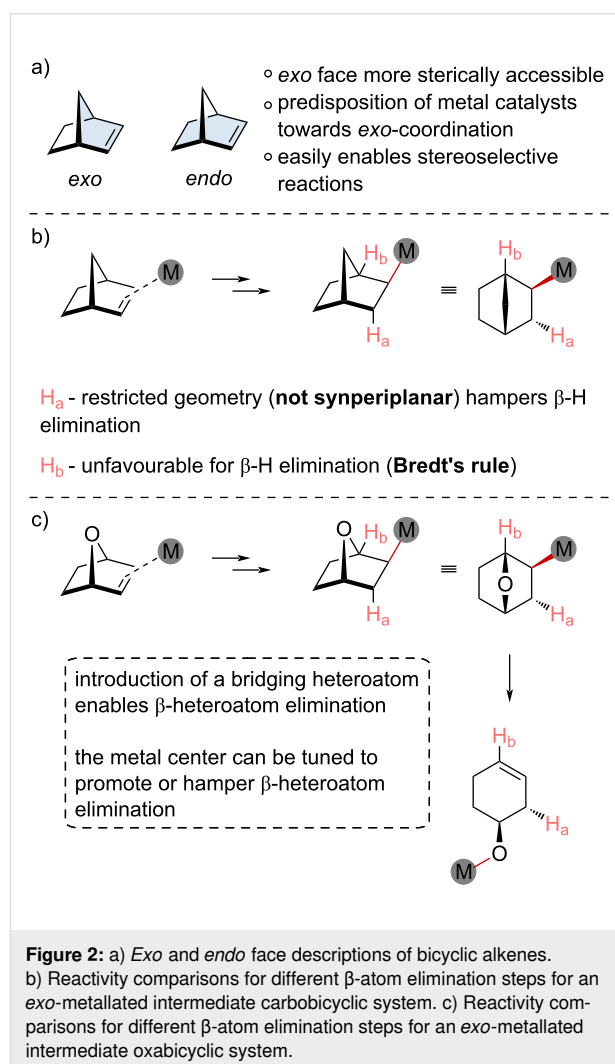 a)
exo
endo
○ exo face more sterically accessible
○ predisposition of metal catalysts
towards exo-coordination
○ easily enables stereoselective
reactions
b)
M
Hb
M
Ha
≡
Hb
M
Ha
Ha - restricted geometry (not synperiplanar) hampers β-H
elimination
Hb - unfavourable for β-H elimination (Bredt's rule)
c)
O
M
O
Hb
M
Ha
≡
Hb
M
O
Ha
introduction of a bridging heteroatom
enables β-heteroatom elimination
the metal center can be tuned to
promote or hamper β-heteroatom
elimination
Hb
Ha
O
M
Figure 2: a) Exo and endo face descriptions of bicyclic alkenes.
b) Reactivity comparisons for different β-atom elimination steps for an
exo-metallated intermediate carbobicyclic system. c) Reactivity com-
parisons for different β-atom elimination steps for an exo-metallated
intermediate oxabicyclic system.